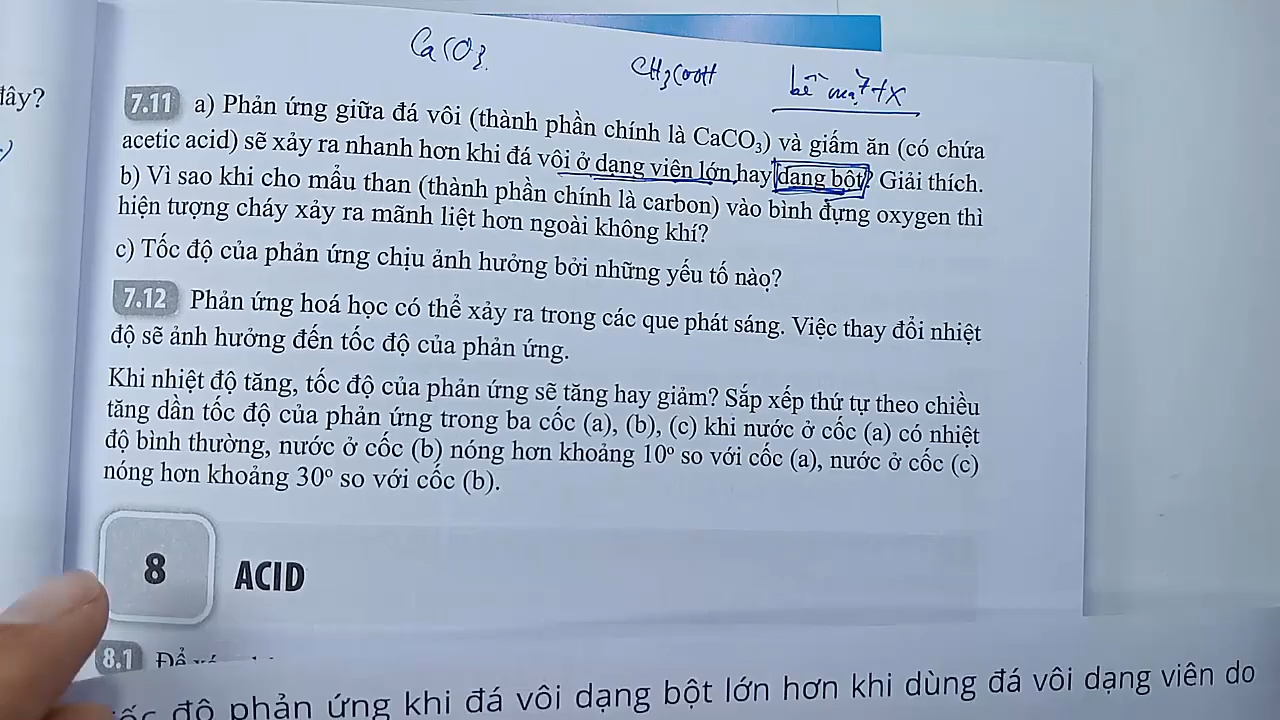 CaCO3.
CH3COOH
bề mặt tx
đây?
7.11 a) Phản ứng giữa đá vôi (thành phần chính là CaCO₃) và giấm ăn (có chứa
acetic acid) sẽ xảy ra nhanh hơn khi đá vôi ở dạng viên lớn hay dạng bột? Giải thích.
b) Vì sao khi cho mẩu than (thành phần chính là carbon) vào bình đựng oxygen thì
hiện tượng cháy xảy ra mãnh liệt hơn ngoài không khí?
c) Tốc độ của phản ứng chịu ảnh hưởng bởi những yếu tố nào?
7.12 Phản ứng hoá học có thể xảy ra trong các que phát sáng. Việc thay đổi nhiệt
độ sẽ ảnh hưởng đến tốc độ của phản ứng.
Khi nhiệt độ tăng, tốc độ của phản ứng sẽ tăng hay giảm? Sắp xếp thứ tự theo chiều
tăng dần tốc độ của phản ứng trong ba cốc (a), (b), (c) khi nước ở cốc (a) có nhiệt
độ bình thường, nước ở cốc (b) nóng hơn khoảng 10º so với cốc (a), nước ở cốc (c)
nóng hơn khoảng 30º so với cốc (b).
8 ACID
8.1 Để
độ phản ứng khi đá vôi dạng bột lớn hơn khi dùng đá vôi dạng viên do